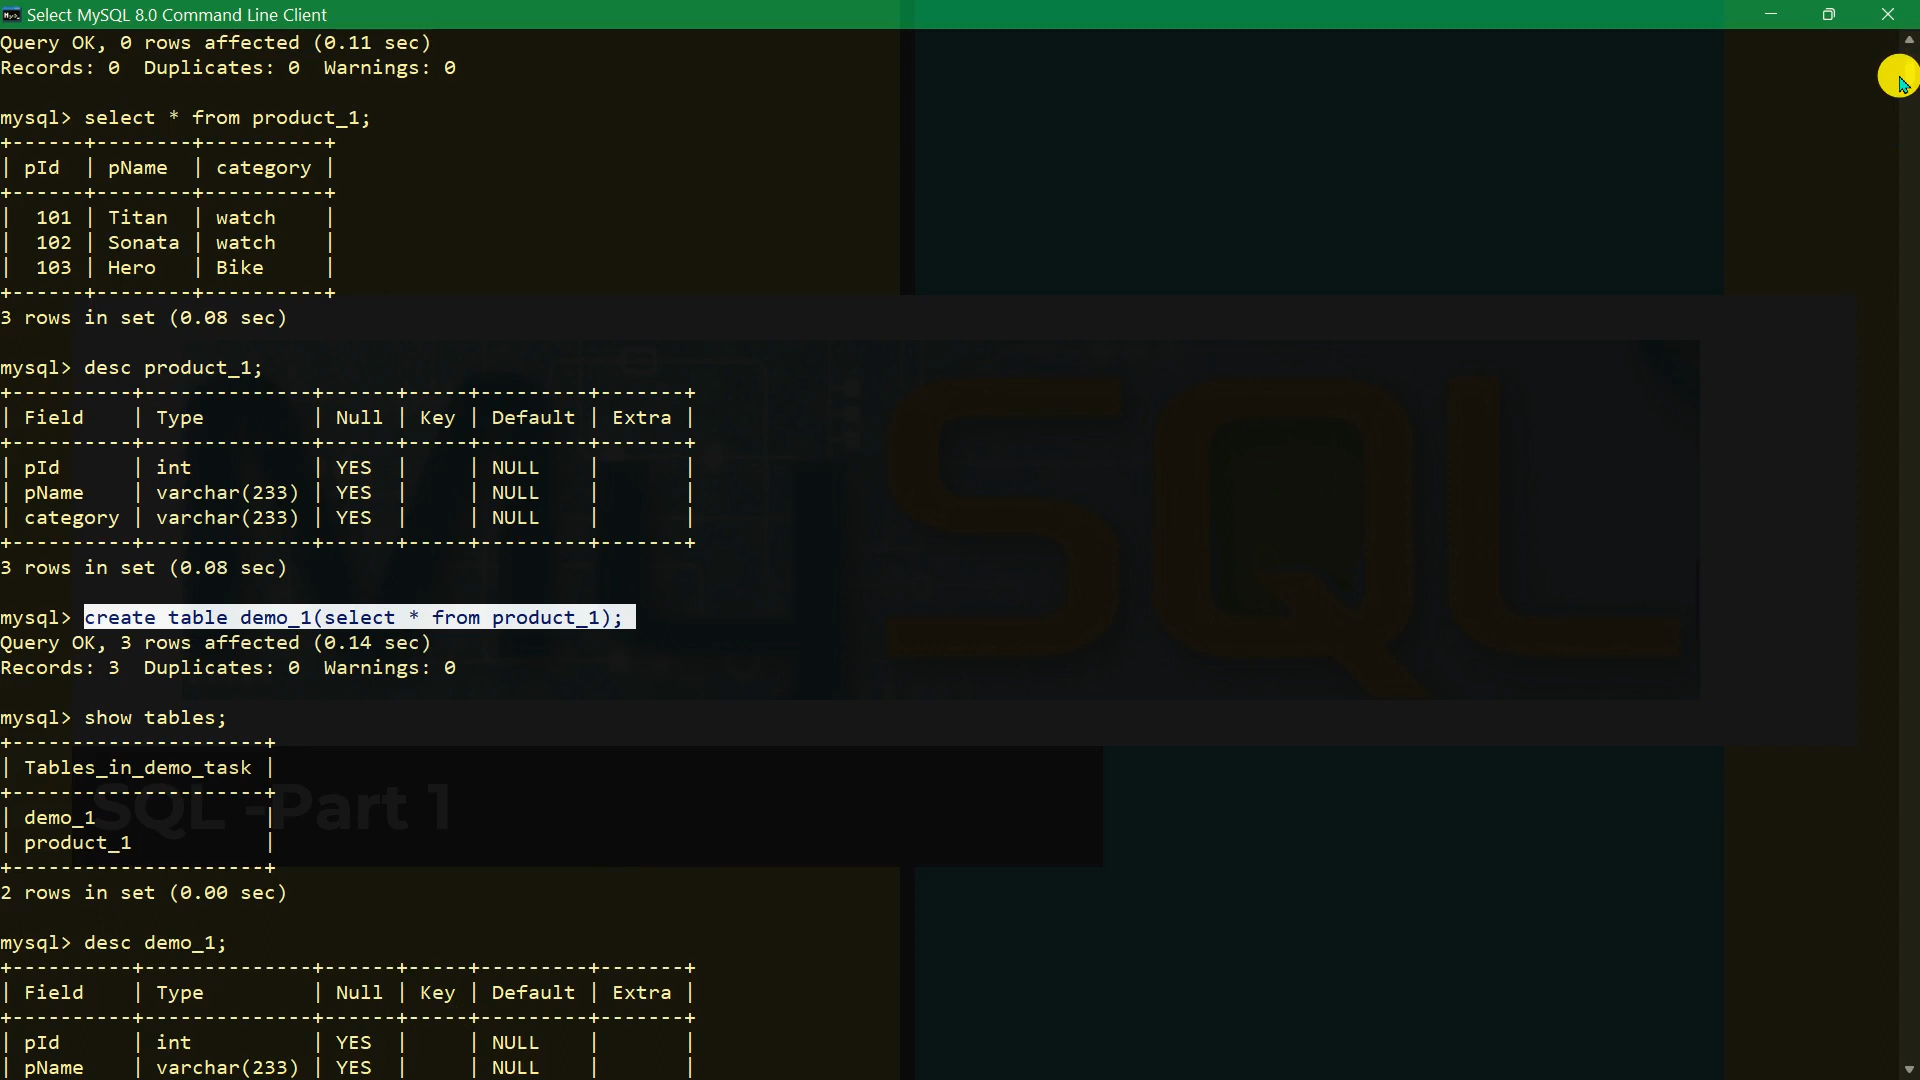 Select MySQL 8.0 Command Line Client
Query OK, 0 rows affected (0.11 sec)
Records: 0  Duplicates: 0  Warnings: 0
mysql> select * from product_1;
+------+--------+----------+
| pId  | pName  | category |
+------+--------+----------+
|  101 | Titan  | watch    |
|  102 | Sonata | watch    |
|  103 | Hero   | Bike     |
+------+--------+----------+
3 rows in set (0.08 sec)
mysql> desc product_1;
+----------+--------------+------+-----+---------+-------+
| Field    | Type         | Null | Key | Default | Extra |
+----------+--------------+------+-----+---------+-------+
| pId      | int          | YES  |     | NULL    |       |
| pName    | varchar(233) | YES  |     | NULL    |       |
| category | varchar(233) | YES  |     | NULL    |       |
+----------+--------------+------+-----+---------+-------+
3 rows in set (0.08 sec)
mysql> create table demo_1(select * from product_1);
Query OK, 3 rows affected (0.14 sec)
Records: 3  Duplicates: 0  Warnings: 0
mysql> show tables;
+---------------------+
| Tables_in_demo_task |
+---------------------+
| demo_1              |
| product_1           |
+---------------------+
2 rows in set (0.00 sec)
mysql> desc demo_1;
+----------+--------------+------+-----+---------+-------+
| Field    | Type         | Null | Key | Default | Extra |
+----------+--------------+------+-----+---------+-------+
| pId      | int          | YES  |     | NULL    |       |
| pName    | varchar(233) | YES  |     | NULL    |       |
My SQL
SQL -Part 1